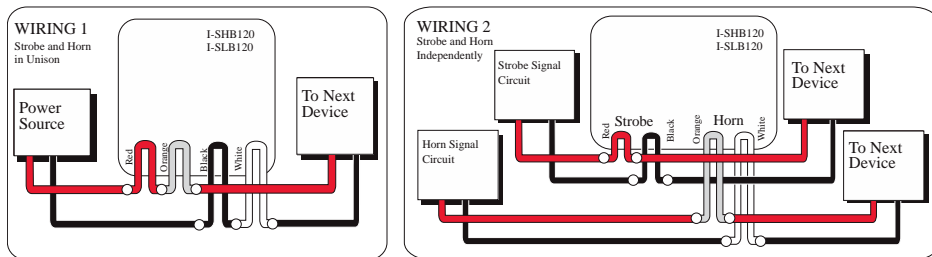 WIRING 1
Strobe and Horn
in Unison
I-SHB120
I-SLB120
Power
Source
To Next
Device
Red
Orange
Black
White
WIRING 2
Strobe and Horn
Independently
I-SHB120
I-SLB120
Strobe Signal
Circuit
To Next
Device
Horn Signal
Circuit
Red
Strobe
Black
Orange
Horn
White
To Next
Device